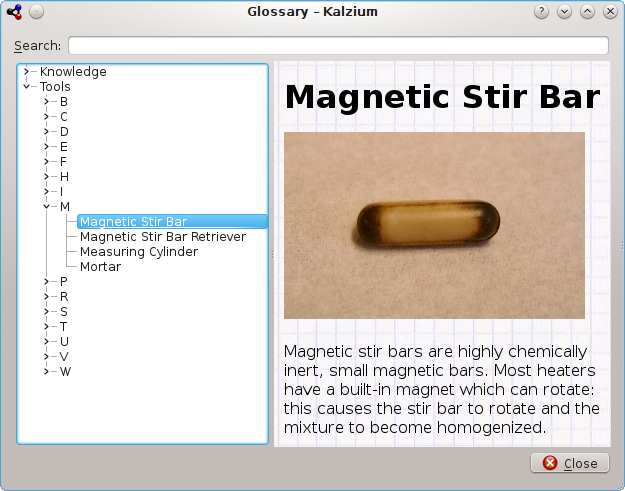 Glossary – Kalzium
Search:
Knowledge
Tools
B
C
D
E
F
H
I
M
Magnetic Stir Bar
Magnetic Stir Bar Retriever
Measuring Cylinder
Mortar
P
R
S
T
U
V
W
Magnetic Stir Bar
Magnetic stir bars are highly chemically
inert, small magnetic bars. Most heaters
have a built-in magnet which can rotate:
this causes the stir bar to rotate and the
mixture to become homogenized.
Close